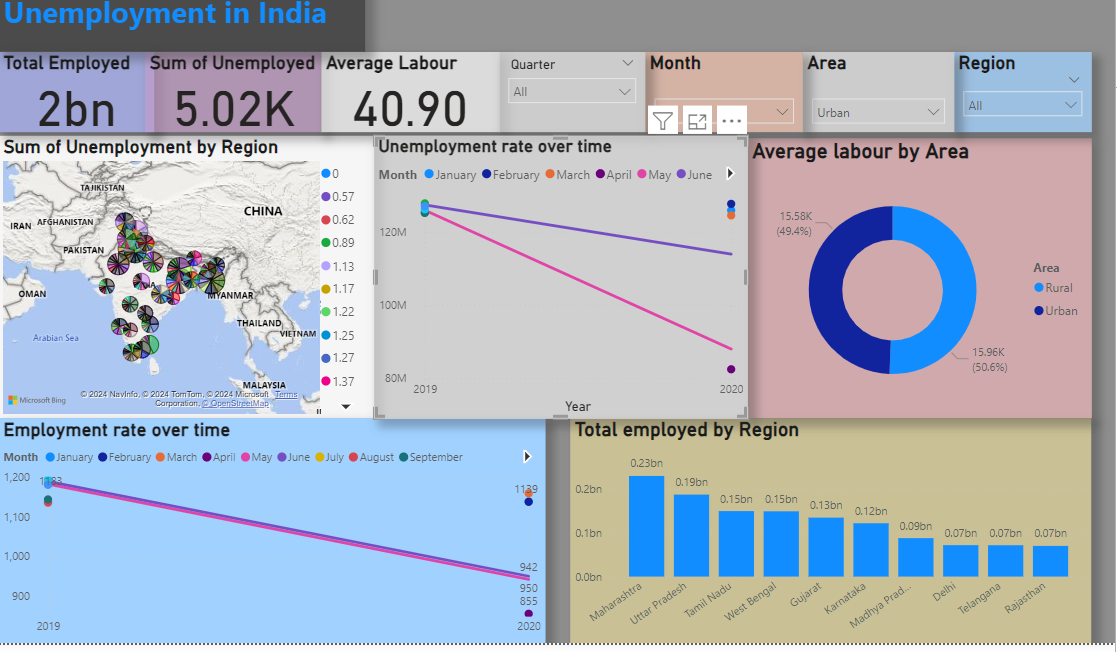 Unemployment in India
Total Employed
2bn
Sum of Unemployed
5.02K
Average Labour
40.90
Quarter
All
Month
Area
Urban
Region
All
Sum of Unemployment by Region
TAJIKISTAN
CHINA
IRAN
AFGHANISTAN
PAKISTAN
OMAN
MYANMAR
THAILAND
VIETNAM
Arabian Sea
MALAYSIA
Microsoft Bing
© 2024 NavInfo, © 2024 TomTom, © 2024 Microsoft Terms
Corporation, © OpenStreetMap
0
0.57
0.62
0.89
1.13
1.17
1.22
1.25
1.27
1.37
Unemployment rate over time
Month January February March April May June
120M
100M
80M
2019
2020
Year
Average labour by Area
15.58K
(49.4%)
15.96K
(50.6%)
Area
Rural
Urban
Employment rate over time
Month January February March April May June July August September
1,200
1,100
1,000
900
1139
942
950
855
2019
2020
Total employed by Region
0.2bn
0.1bn
0.0bn
0.23bn
0.19bn
0.15bn
0.15bn
0.13bn
0.12bn
0.09bn
0.07bn
0.07bn
0.07bn
Maharashtra
Uttar Pradesh
Tamil Nadu
West Bengal
Gujarat
Karnataka
Madhya Prad...
Delhi
Telangana
Rajasthan